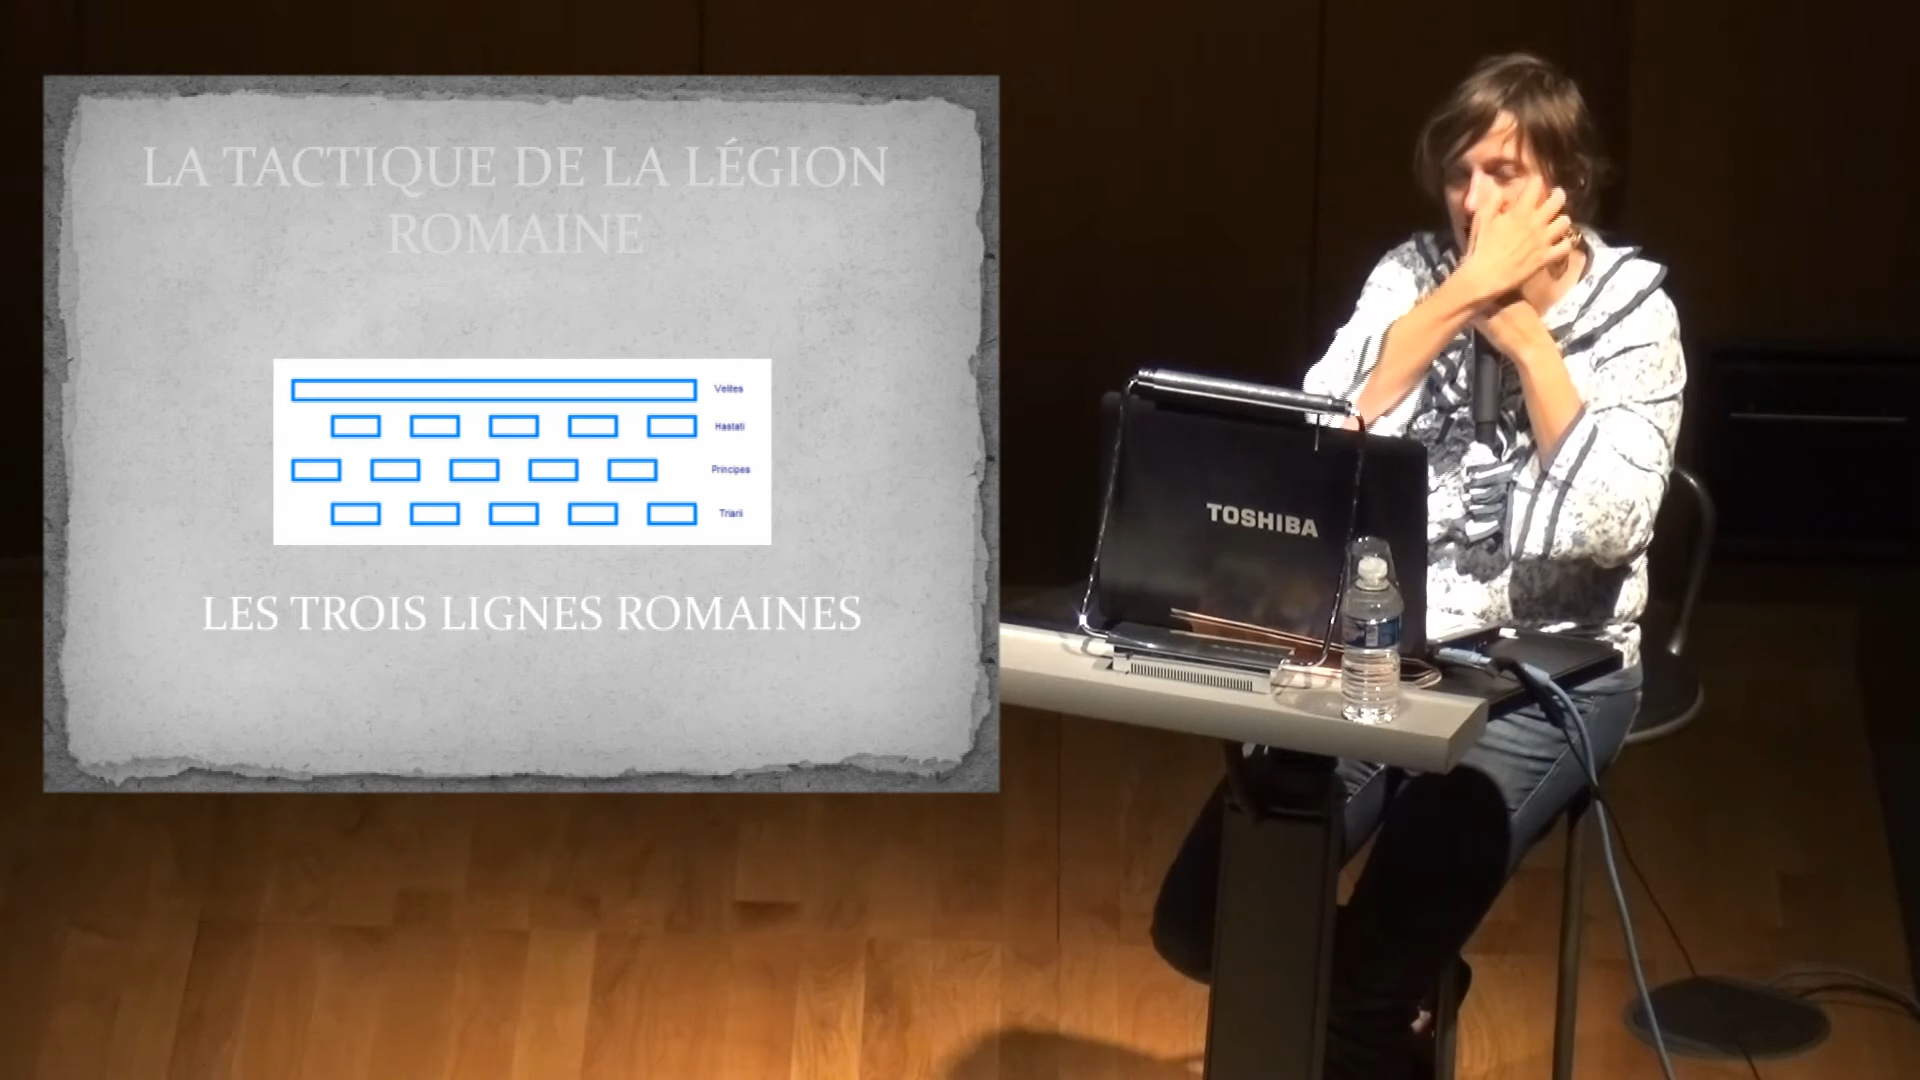 LA TACTIQUE DE LA LÉGION
ROMAINE
Velites
Hastati
Principes
Triarii
LES TROIS LIGNES ROMAINES
TOSHIBA